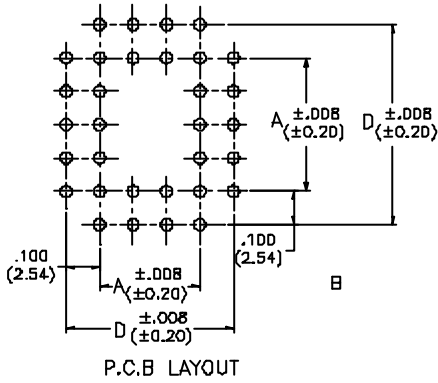 A ±.008 (±0.20)
D ±.008 (±0.20)
.100 (2.54)
.100 (2.54)
A ±.008 (±0.20)
B
D ±.008 (±0.20)
P.C.B LAYOUT